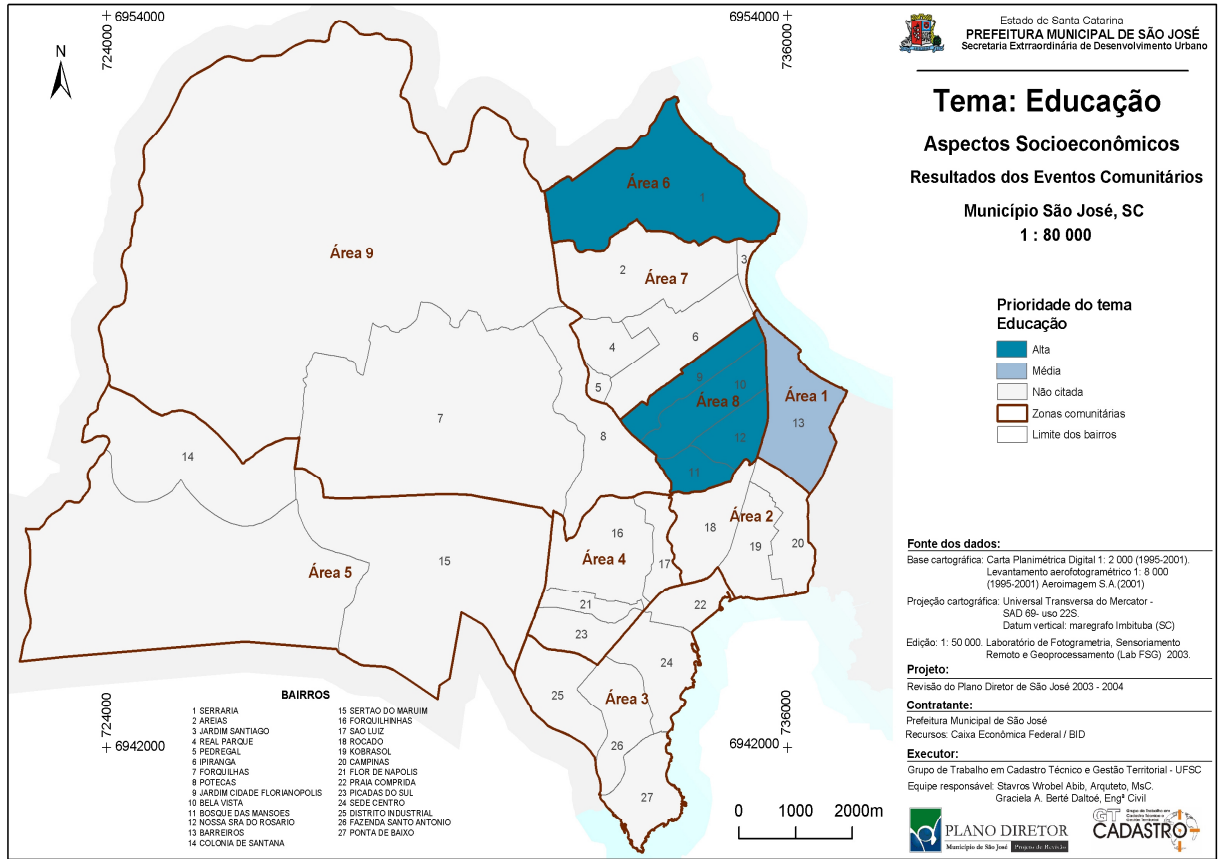 6954000
724000
6954000
736000
N
Estado de Santa Catarina
PREFEITURA MUNICIPAL DE SÃO JOSÉ
Secretaria Extrraordinária de Desenvolvimento Urbano
Tema: Educação
Aspectos Socioeconômicos
Resultados dos Eventos Comunitários
Município São José, SC
1 : 80 000
Prioridade do tema
Educação
Alta
Média
Não citada
Zonas comunitárias
Limite dos bairros
Área 6
1
Área 9
2
Área 7
3
4
6
5
9
10
Área 8
12
11
Área 1
13
7
8
14
16
Área 4
17
18
Área 2
19
20
15
Área 5
21
22
23
24
25
Área 3
26
27
Fonte dos dados:
Base cartográfica: Carta Planimétrica Digital 1: 2 000 (1995-2001).
Levantamento aerofotogramétrico 1: 8 000
(1995-2001) Aeroimagem S.A.(2001)
Projeção cartográfica: Universal Transversa do Mercator -
SAD 69- uso 22S.
Datum vertical: maregrafo Imbituba (SC)
Edição: 1: 50 000. Laboratório de Fotogrametria, Sensoriamento
Remoto e Geoprocessamento (Lab FSG) 2003.
Projeto:
Revisão do Plano Diretor de São José 2003 - 2004
Contratante:
Prefeitura Municipal de São José
Recursos: Caixa Econômica Federal / BID
Executor:
Grupo de Trabalho em Cadastro Técnico e Gestão Territorial - UFSC
Equipe responsável: Stavros Wrobel Abib, Arquteto, MsC.
Graciela A. Berté Daltoé, Engª Civil
PLANO DIRETOR
Município de São José Projeto de Revisão
GT
CADASTRO
724000
6942000
736000
6942000
BAIRROS
1 SERRARIA
2 AREIAS
3 JARDIM SANTIAGO
4 REAL PARQUE
5 PEDREGAL
6 IPIRANGA
7 FORQUILHAS
8 POTECAS
9 JARDIM CIDADE FLORIANOPOLIS
10 BELA VISTA
11 BOSQUE DAS MANSOES
12 NOSSA SRA DO ROSARIO
13 BARREIROS
14 COLONIA DE SANTANA
15 SERTAO DO MARUIM
16 FORQUILHINHAS
17 SAO LUIZ
18 ROCADO
19 KOBRASOL
20 CAMPINAS
21 FLOR DE NAPOLIS
22 PRAIA COMPRIDA
23 PICADAS DO SUL
24 SEDE CENTRO
25 DISTRITO INDUSTRIAL
26 FAZENDA SANTO ANTONIO
27 PONTA DE BAIXO
0 1000 2000m